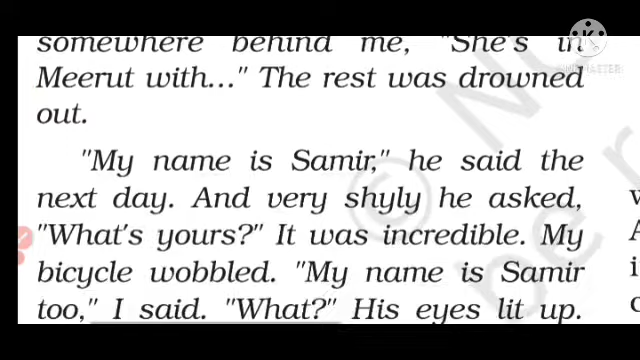 somewhere behind me, "She's in
Meerut with..." The rest was drowned
out.
"My name is Samir," he said the
next day. And very shyly he asked,
"What's yours?" It was incredible. My
bicycle wobbled. "My name is Samir
too," I said. "What?" His eyes lit up.